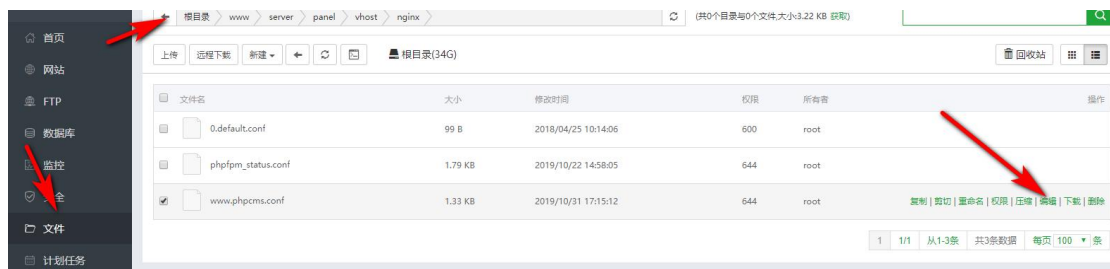 根目录 www server panel vhost nginx (共0个目录与0个文件,大小:3.22 KB 获取)
首页
网站
FTP
数据库
监控
全
文件
计划任务
上传 远程下载 新建 根目录(34G) 回收站
文件名 大小 修改时间 权限 所有者 操作
0.default.conf 99 B 2018/04/25 10:14:06 600 root
phpfpm_status.conf 1.79 KB 2019/10/22 14:58:05 644 root
www.phpcms.conf 1.33 KB 2019/10/31 17:15:12 644 root 复制 | 剪切 | 重命名 | 权限 | 压缩 | 编辑 | 下载 | 删除
1 1/1 从1-3条 共3条数据 每页 100 条